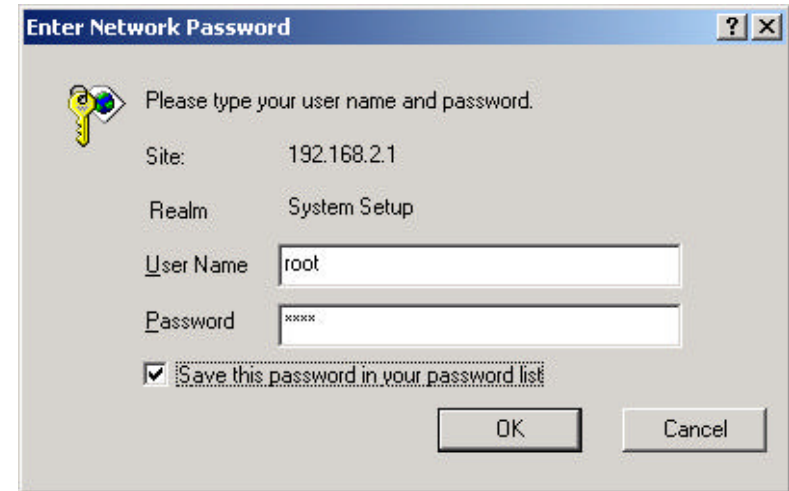 Enter Network Password
? X
Please type your user name and password.
Site: 192.168.2.1
Realm System Setup
User Name root
Password ××××
Save this password in your password list
OK Cancel